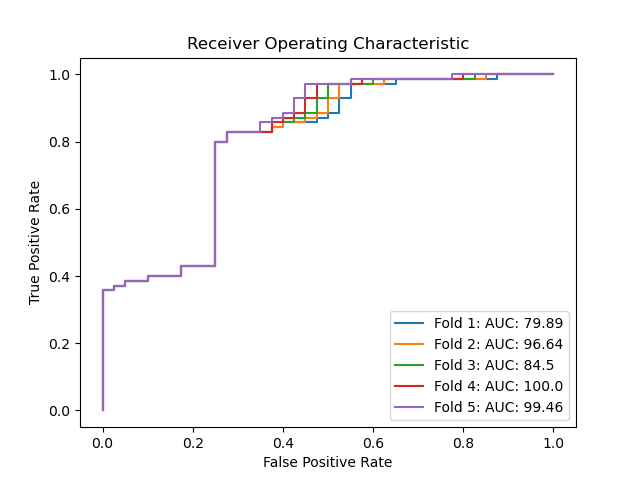 Receiver Operating Characteristic
1.0
0.8
0.6
0.4
0.2
0.0
True Positive Rate
Fold 1: AUC: 79.89
Fold 2: AUC: 96.64
Fold 3: AUC: 84.5
Fold 4: AUC: 100.0
Fold 5: AUC: 99.46
0.0 0.2 0.4 0.6 0.8 1.0
False Positive Rate